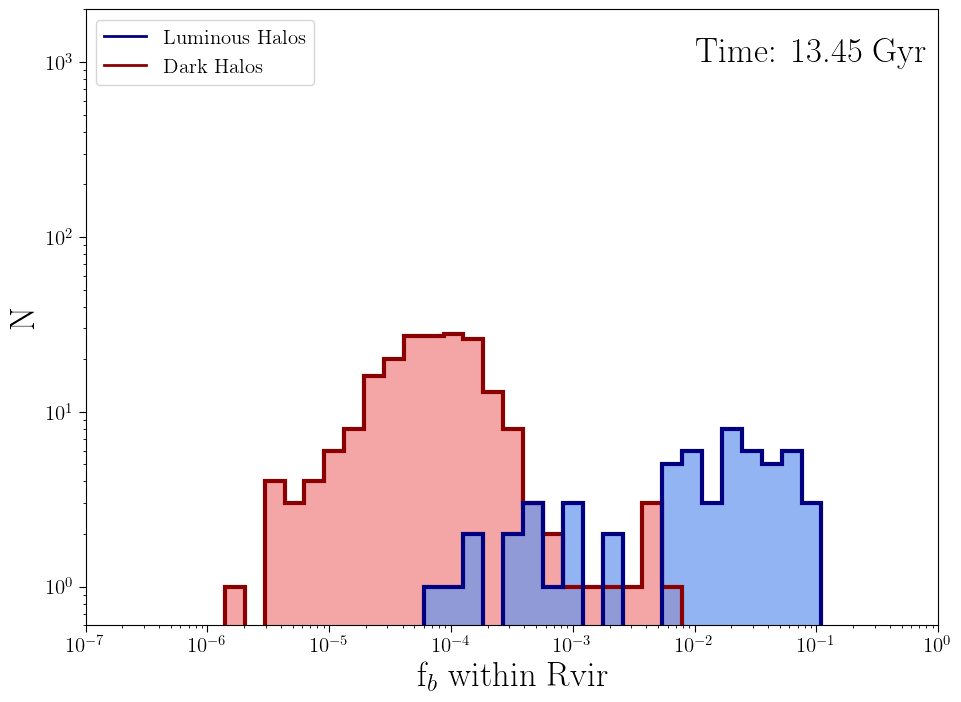 Luminous Halos
Dark Halos
Time: 13.45 Gyr
N
10³
10²
10¹
10⁰
10⁻⁷ 10⁻⁶ 10⁻⁵ 10⁻⁴ 10⁻³ 10⁻² 10⁻¹ 10⁰
f_b within Rvir